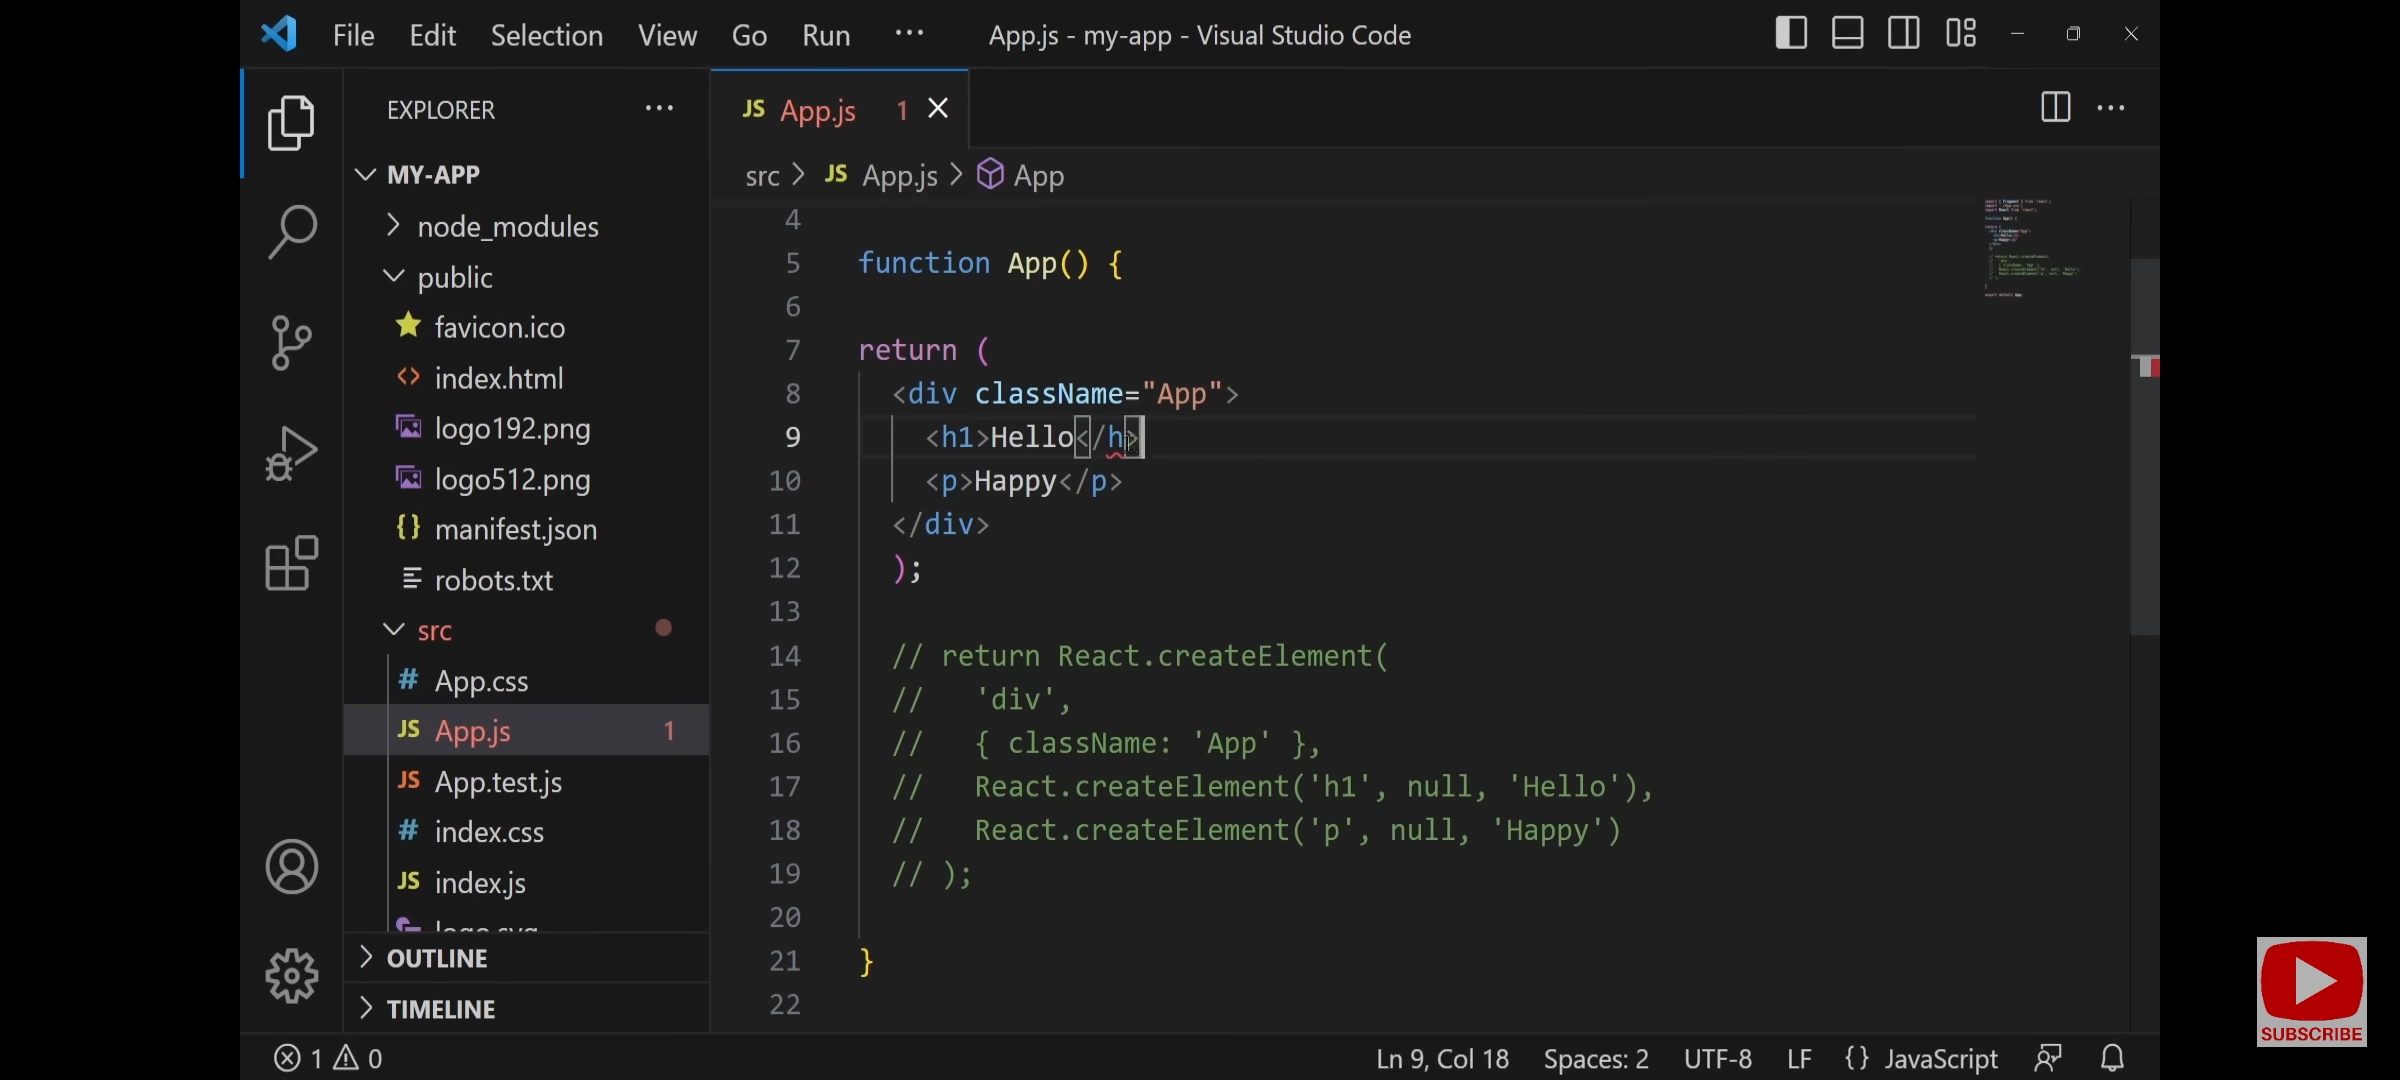 File Edit Selection View Go Run ··· App.js - my-app - Visual Studio Code
EXPLORER ···
MY-APP
node_modules
public
favicon.ico
index.html
logo192.png
logo512.png
manifest.json
robots.txt
src
App.css
App.js 1
App.test.js
index.css
index.js
OUTLINE
TIMELINE
JS App.js 1
src > JS App.js > App
4
5 function App() {
6
7 return (
8 <div className="App">
9 <h1>Hello</h>
10 <p>Happy</p>
11 </div>
12 );
13
14 // return React.createElement(
15 // 'div',
16 // { className: 'App' },
17 // React.createElement('h1', null, 'Hello'),
18 // React.createElement('p', null, 'Happy')
19 // );
20
21 }
22
1 0 Ln 9, Col 18 Spaces: 2 UTF-8 LF {} JavaScript
SUBSCRIBE